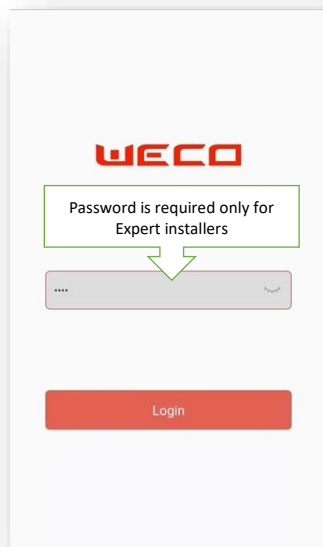 WECO
Password is required only for
Expert installers
....
Login